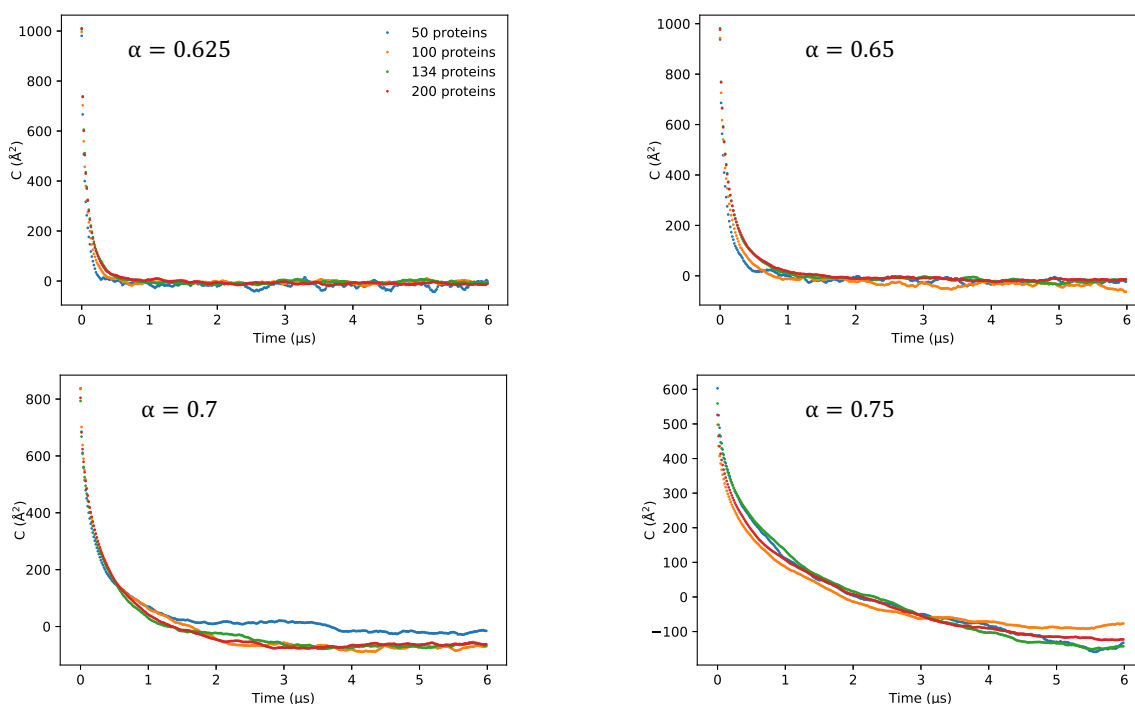 α = 0.625
50 proteins
100 proteins
134 proteins
200 proteins
1000
800
600
400
200
0
C (Å²)
0 1 2 3 4 5 6
Time (µs)
α = 0.65
1000
800
600
400
200
0
C (Å²)
0 1 2 3 4 5 6
Time (µs)
α = 0.7
800
600
400
200
0
C (Å²)
0 1 2 3 4 5 6
Time (µs)
α = 0.75
600
500
400
300
200
100
0
−100
C (Å²)
0 1 2 3 4 5 6
Time (µs)